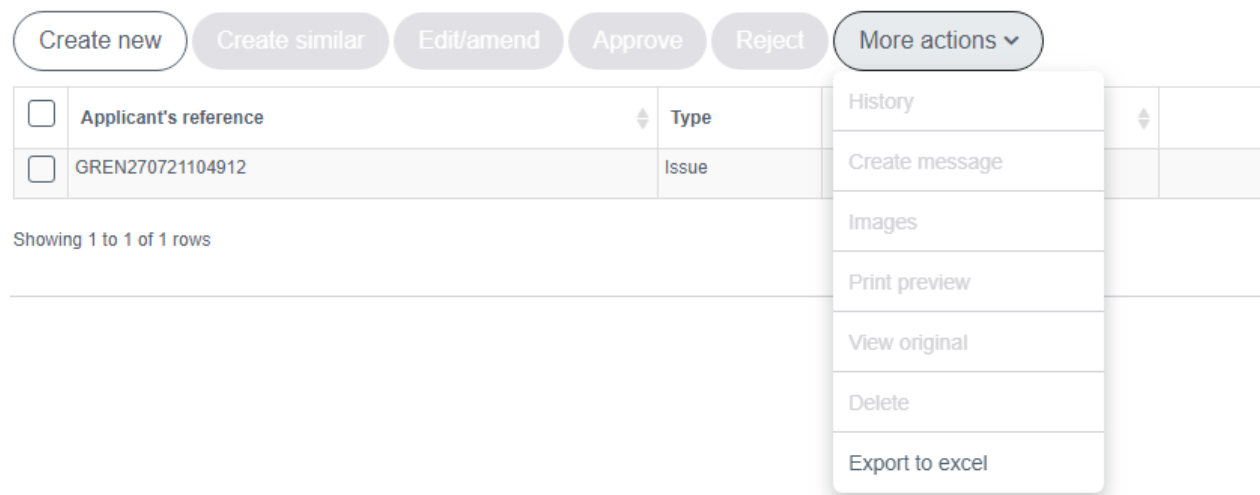 Create new Create similar Edit/amend Approve Reject More actions
Applicant's reference Type
GREN270721104912 Issue
Showing 1 to 1 of 1 rows
History
Create message
Images
Print preview
View original
Delete
Export to excel